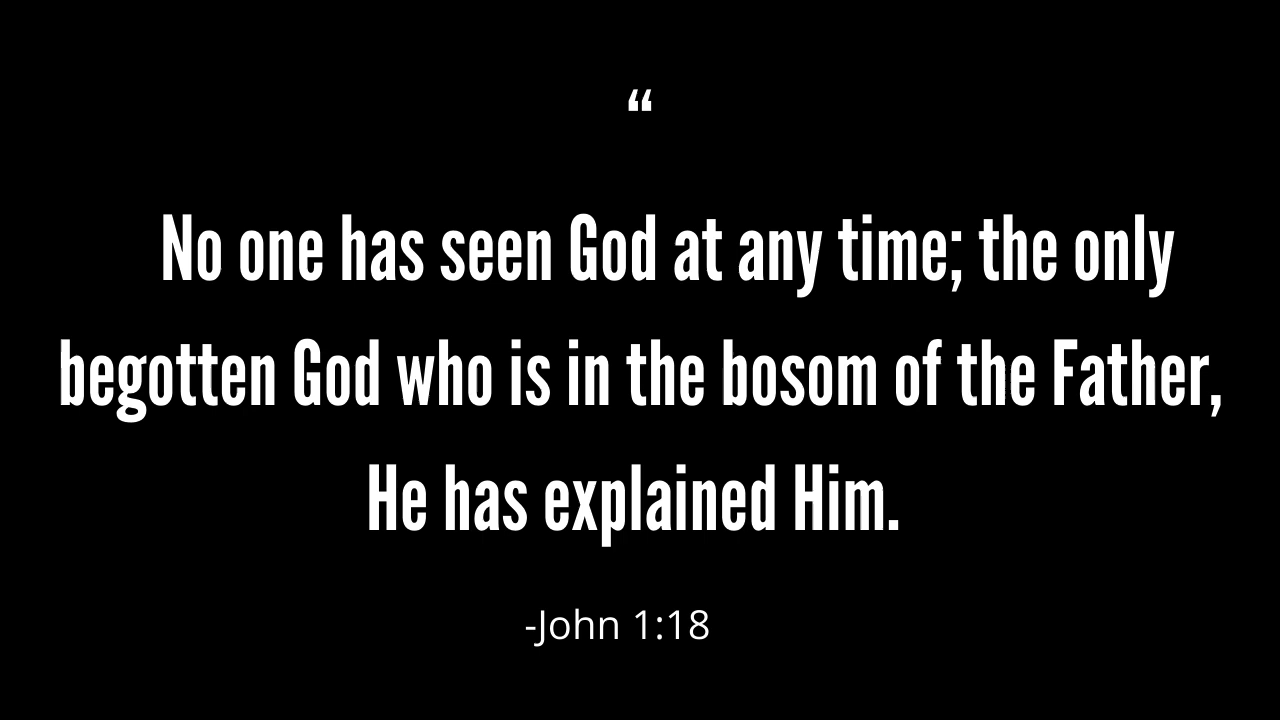 ❝
No one has seen God at any time; the only
begotten God who is in the bosom of the Father,
He has explained Him.
-John 1:18